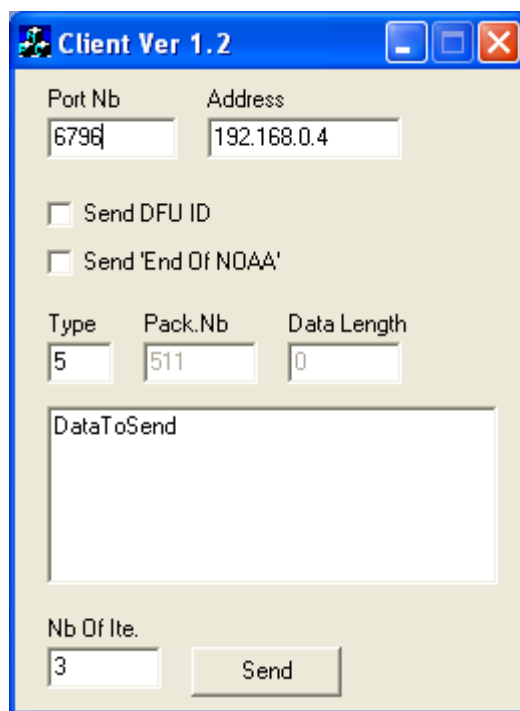 Client Ver 1.2
Port Nb Address
6796 192.168.0.4
Send DFU ID
Send 'End Of NOAA'
Type Pack.Nb Data Length
5 511 0
DataToSend
Nb Of Ite.
3 Send